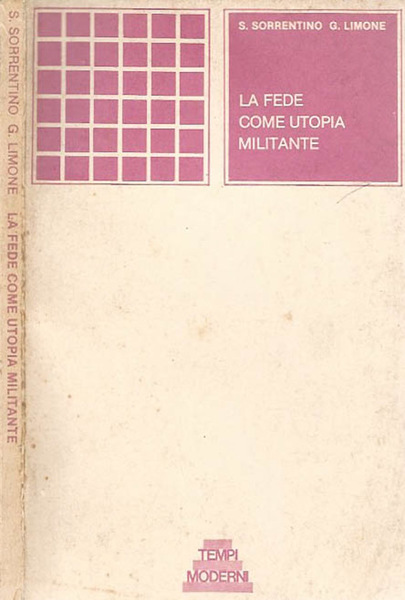 S. SORRENTINO G. LIMONE LA FEDE COME UTOPIA MILITANTE
S. SORRENTINO G. LIMONE
LA FEDE
COME UTOPIA
MILITANTE
TEMPI
MODERNI